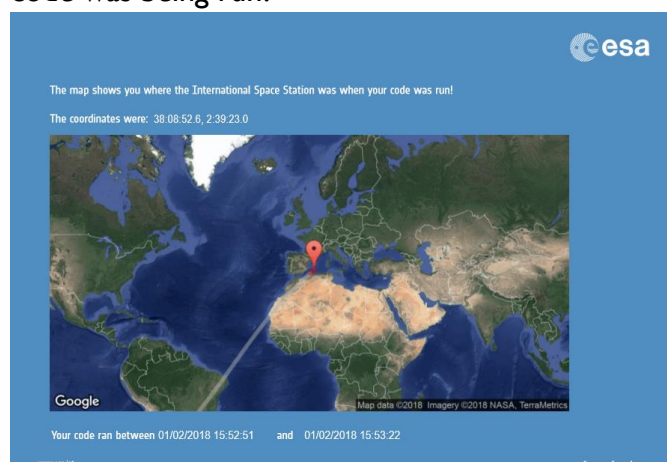 esa
The map shows you where the International Space Station was when your code was run!
The coordinates were: 38:08:52.6, 2:39:23.0
Google
Map data ©2018 Imagery ©2018 NASA, TerraMetrics
Your code ran between 01/02/2018 15:52:51 and 01/02/2018 15:53:22